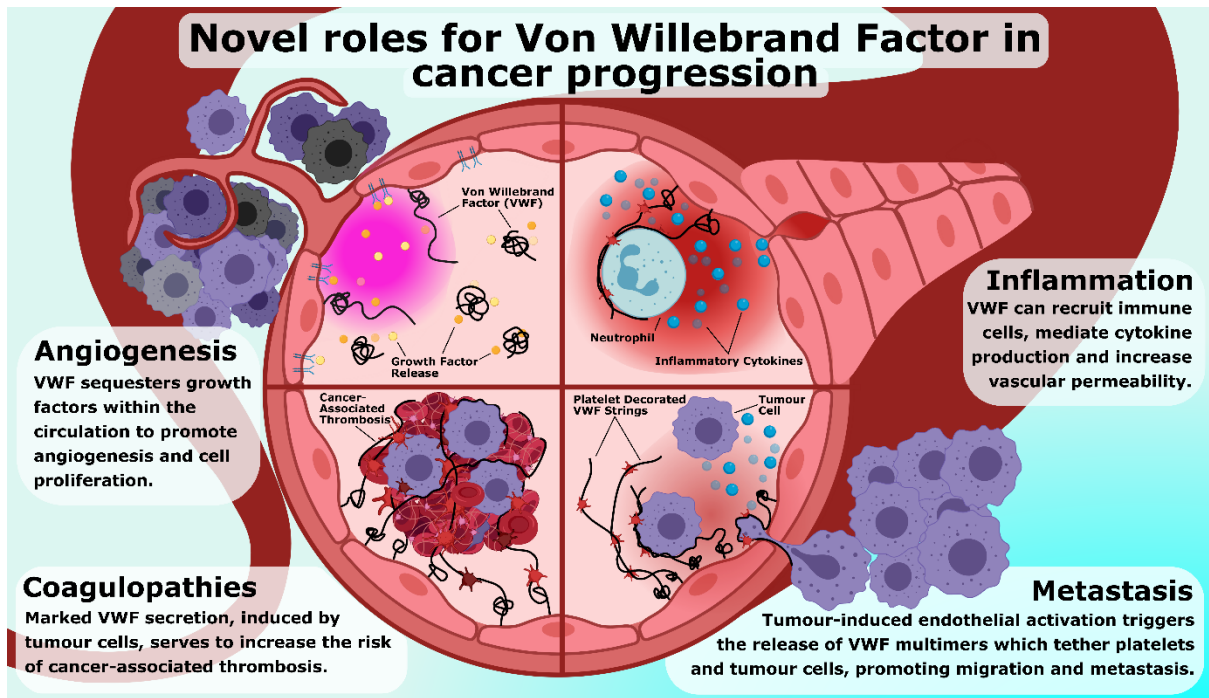 Novel roles for Von Willebrand Factor in
cancer progression
Von Willebrand
Factor (VWF)
Growth Factor
Release
Neutrophil
Inflammatory Cytokines
Angiogenesis
VWF sequesters growth
factors within the
circulation to promote
angiogenesis and cell
proliferation.
Inflammation
VWF can recruit immune
cells, mediate cytokine
production and increase
vascular permeability.
Cancer-
Associated
Thrombosis
Platelet Decorated
VWF Strings
Tumour
Cell
Coagulopathies
Marked VWF secretion, induced by
tumour cells, serves to increase the risk
of cancer-associated thrombosis.
Metastasis
Tumour-induced endothelial activation triggers
the release of VWF multimers which tether platelets
and tumour cells, promoting migration and metastasis.